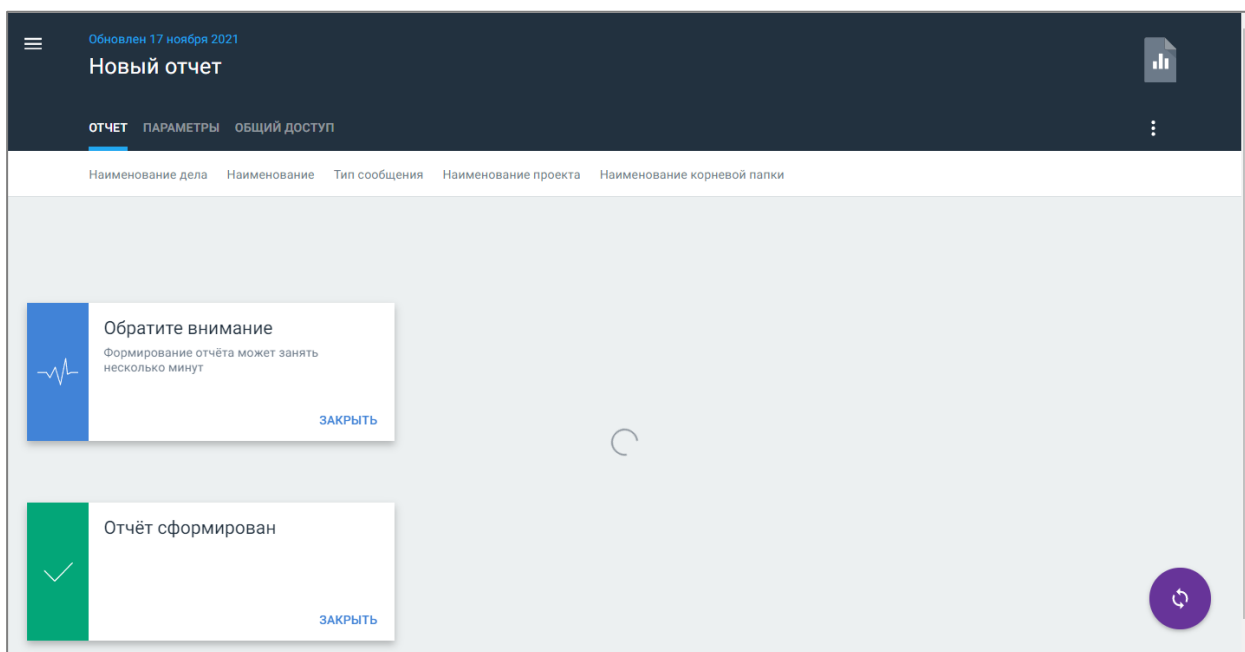 Обновлен 17 ноября 2021
Новый отчет
ОТЧЕТ ПАРАМЕТРЫ ОБЩИЙ ДОСТУП
Наименование дела Наименование Тип сообщения Наименование проекта Наименование корневой папки
Обратите внимание
Формирование отчёта может занять
несколько минут
ЗАКРЫТЬ
Отчёт сформирован
ЗАКРЫТЬ